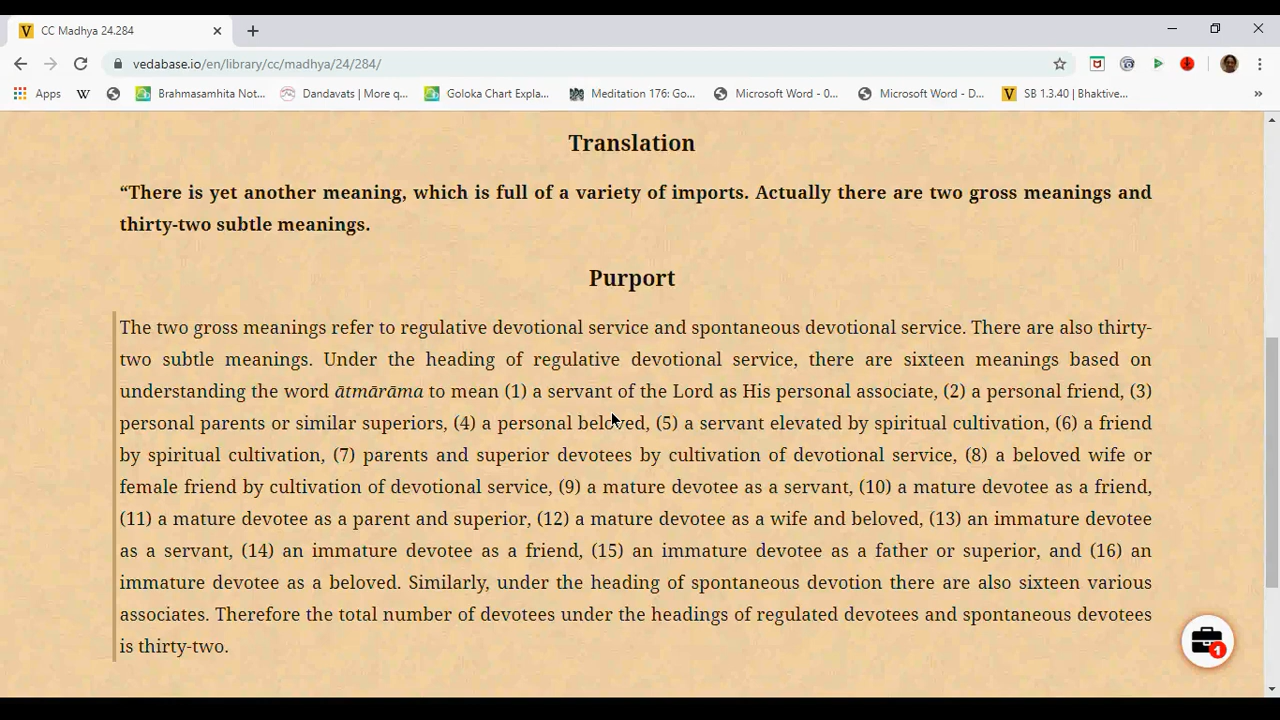 CC Madhya 24.284
vedabase.io/en/library/cc/madhya/24/284/
Apps Brahmasamhita Not... Dandavats | More q... Goloka Chart Expla... Meditation 176: Go... Microsoft Word - 0... Microsoft Word - D... SB 1.3.40 | Bhaktive...
Translation
“There is yet another meaning, which is full of a variety of imports. Actually there are two gross meanings and
thirty-two subtle meanings.
Purport
The two gross meanings refer to regulative devotional service and spontaneous devotional service. There are also thirty-
two subtle meanings. Under the heading of regulative devotional service, there are sixteen meanings based on
understanding the word ātmārāma to mean (1) a servant of the Lord as His personal associate, (2) a personal friend, (3)
personal parents or similar superiors, (4) a personal beloved, (5) a servant elevated by spiritual cultivation, (6) a friend
by spiritual cultivation, (7) parents and superior devotees by cultivation of devotional service, (8) a beloved wife or
female friend by cultivation of devotional service, (9) a mature devotee as a servant, (10) a mature devotee as a friend,
(11) a mature devotee as a parent and superior, (12) a mature devotee as a wife and beloved, (13) an immature devotee
as a servant, (14) an immature devotee as a friend, (15) an immature devotee as a father or superior, and (16) an
immature devotee as a beloved. Similarly, under the heading of spontaneous devotion there are also sixteen various
associates. Therefore the total number of devotees under the headings of regulated devotees and spontaneous devotees
is thirty-two.
1